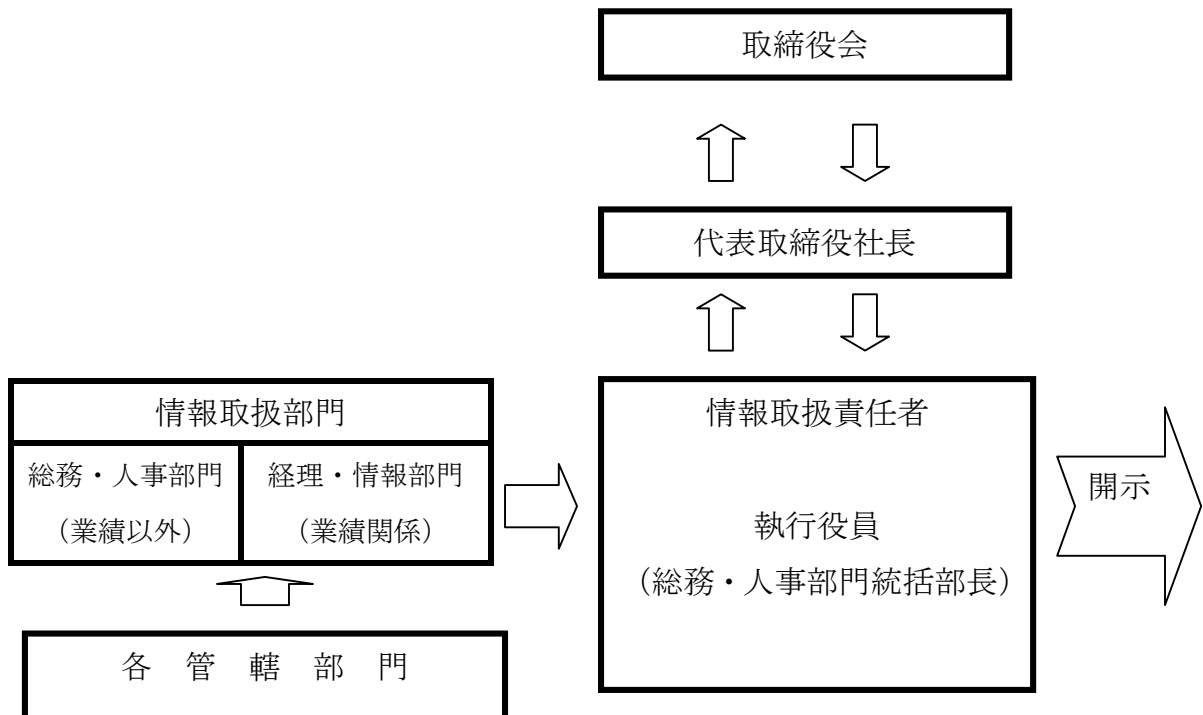 取締役会
代表取締役社長
情報取扱部門
総務・人事部門
(業績以外)
経理・情報部門
(業績関係)
情報取扱責任者
執行役員
(総務・人事部門統括部長)
開示
各 管 轄 部 門